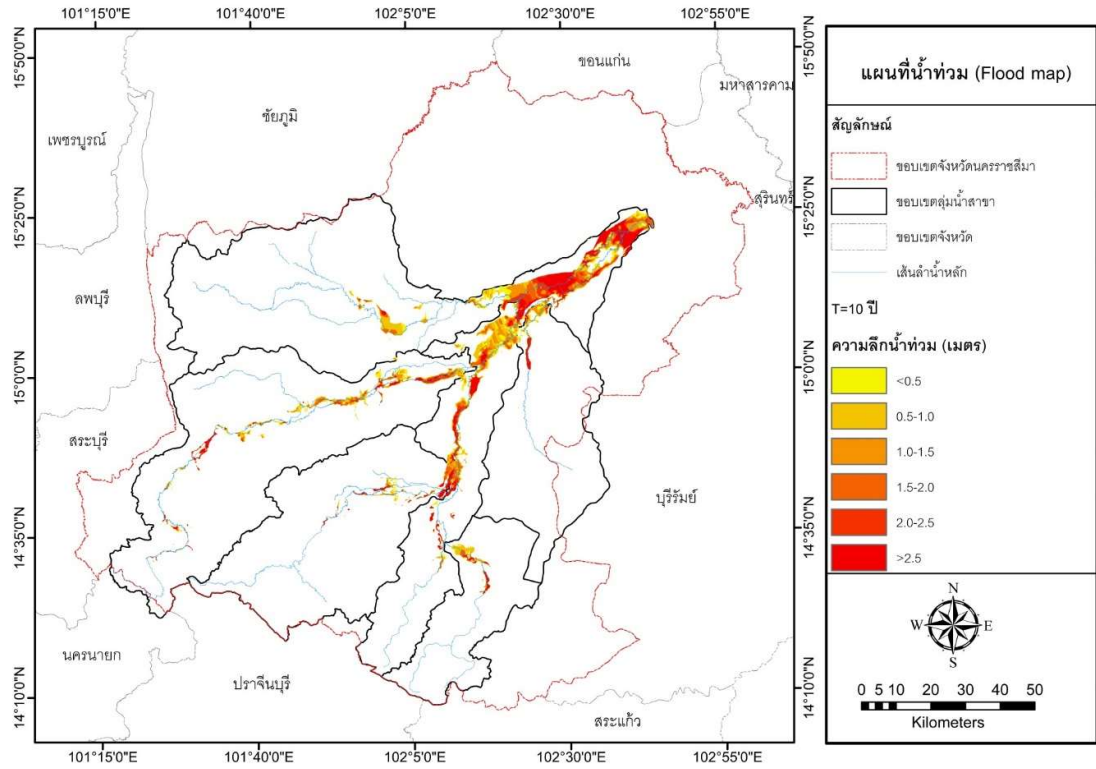 101°15'0"E
101°40'0"E
102°5'0"E
102°30'0"E
102°55'0"E
15°50'0"N
15°25'0"N
15°0'0"N
14°35'0"N
14°10'0"N
ขอนแก่น
มหาสารคาม
ชัยภูมิ
เพชรบูรณ์
สุรินทร์
ลพบุรี
สระบุรี
บุรีรัมย์
นครนายก
ปราจีนบุรี
สระแก้ว
15°50'0"N
15°25'0"N
15°0'0"N
14°35'0"N
14°10'0"N
101°15'0"E
101°40'0"E
102°5'0"E
102°30'0"E
102°55'0"E
แผนที่น้ำท่วม (Flood map)
สัญลักษณ์
ขอบเขตจังหวัดนครราชสีมา
ขอบเขตลุ่มน้ำสาขา
ขอบเขตจังหวัด
เส้นลำน้ำหลัก
T=10 ปี
ความลึกน้ำท่วม (เมตร)
<0.5
0.5-1.0
1.0-1.5
1.5-2.0
2.0-2.5
>2.5
N
W E
S
0 5 10 20 30 40 50
Kilometers